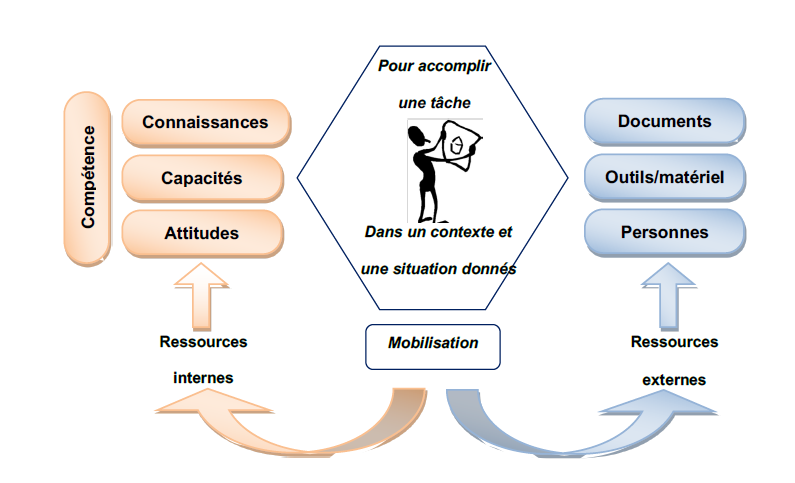 Compétence
Connaissances
Capacités
Attitudes
Ressources
internes
Pour accomplir
une tâche
Dans un contexte et
une situation donnés
Mobilisation
Documents
Outils/matériel
Personnes
Ressources
externes